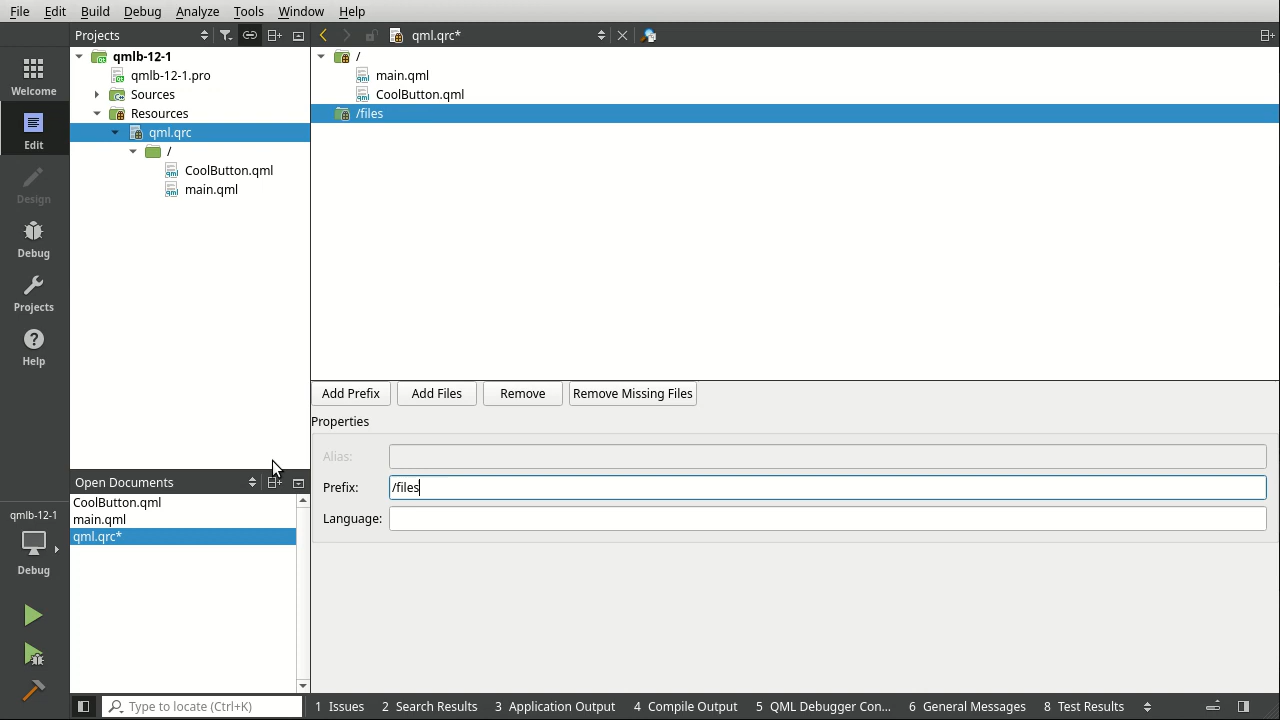 File Edit Build Debug Analyze Tools Window Help
Projects
qml.qrc*
Welcome
Edit
Design
Debug
Projects
Help
qmlb-12-1
Debug
qmlb-12-1
qmlb-12-1.pro
Sources
Resources
qml.qrc
/
CoolButton.qml
main.qml
Open Documents
CoolButton.qml
main.qml
qml.qrc*
/
main.qml
CoolButton.qml
/files
Add Prefix Add Files Remove Remove Missing Files
Properties
Alias:
Prefix: /files
Language:
Type to locate (Ctrl+K) 1 Issues 2 Search Results 3 Application Output 4 Compile Output 5 QML Debugger Con... 6 General Messages 8 Test Results